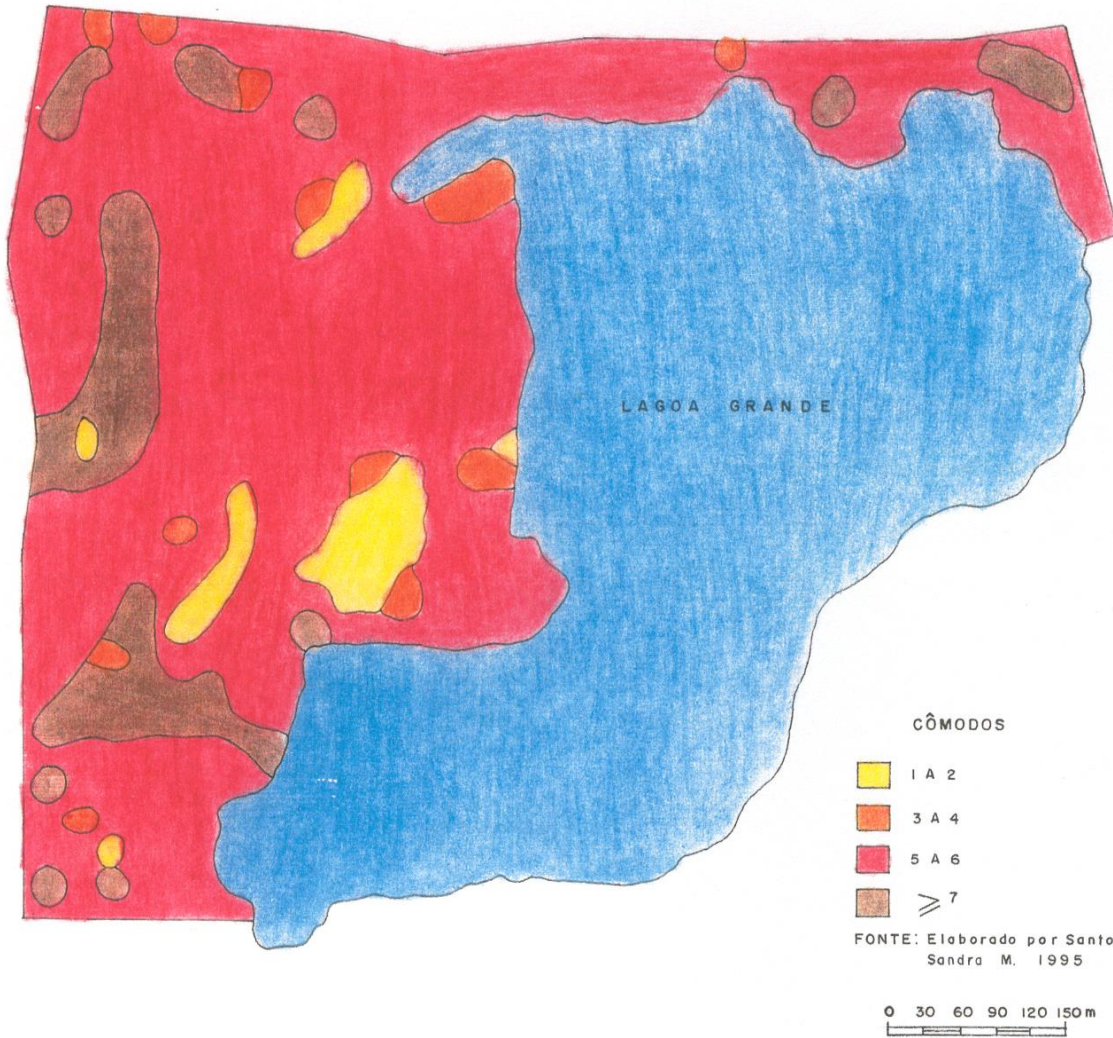 LAGOA GRANDE
CÔMODOS
1 A 2
3 A 4
5 A 6
≥ 7
FONTE: Elaborado por Santo
Sandra M. 1995
0 30 60 90 120 150 m